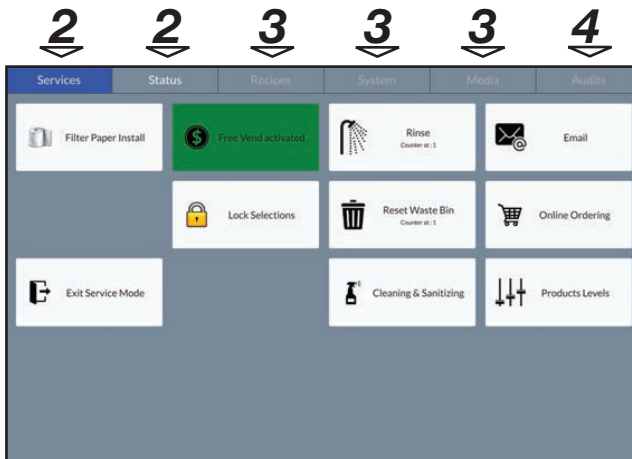 2 2 3 3 3 4
Services Status Recipes System Media Audits
Filter Paper Install
Free Vend activated
Rinse
Counter at : 1
Email
Lock Selections
Reset Waste Bin
Counter at : 1
Online Ordering
Exit Service Mode
Cleaning & Sanitizing
Products Levels